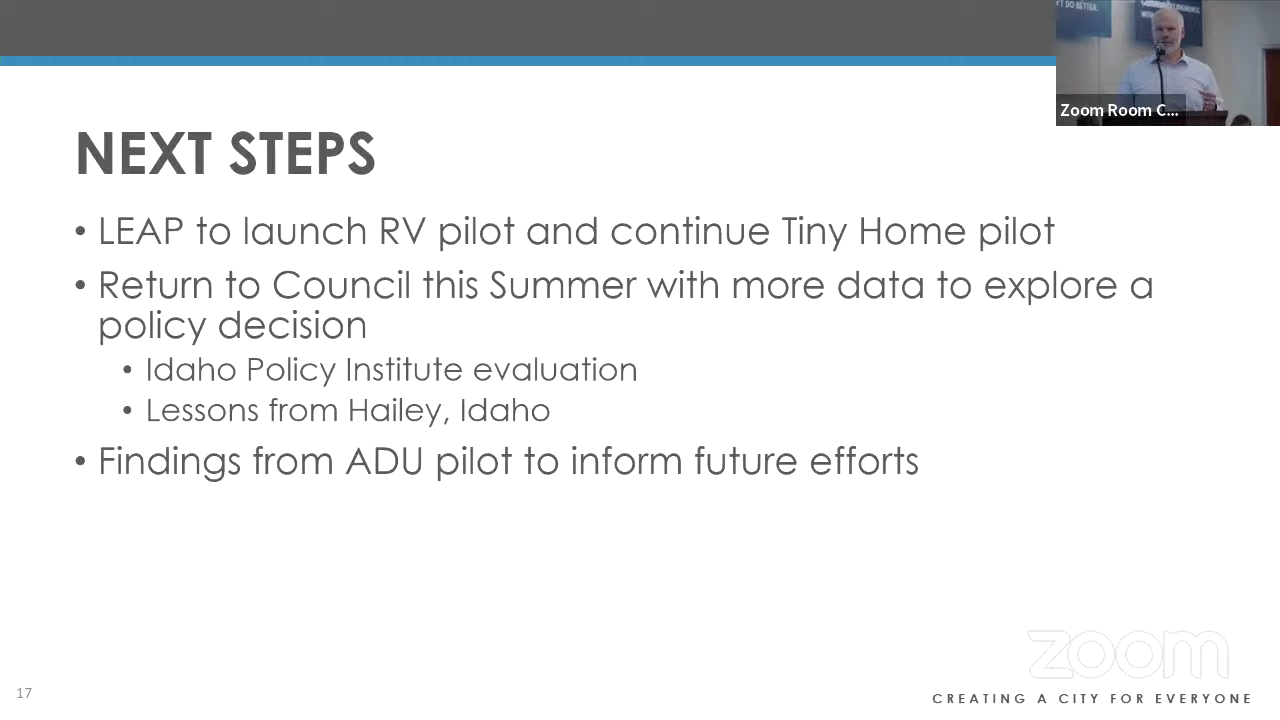 T DO BETTER.
Zoom Room C...
NEXT STEPS
• LEAP to launch RV pilot and continue Tiny Home pilot
• Return to Council this Summer with more data to explore a
policy decision
• Idaho Policy Institute evaluation
• Lessons from Hailey, Idaho
• Findings from ADU pilot to inform future efforts
zoom
17
CREATING A CITY FOR EVERYONE